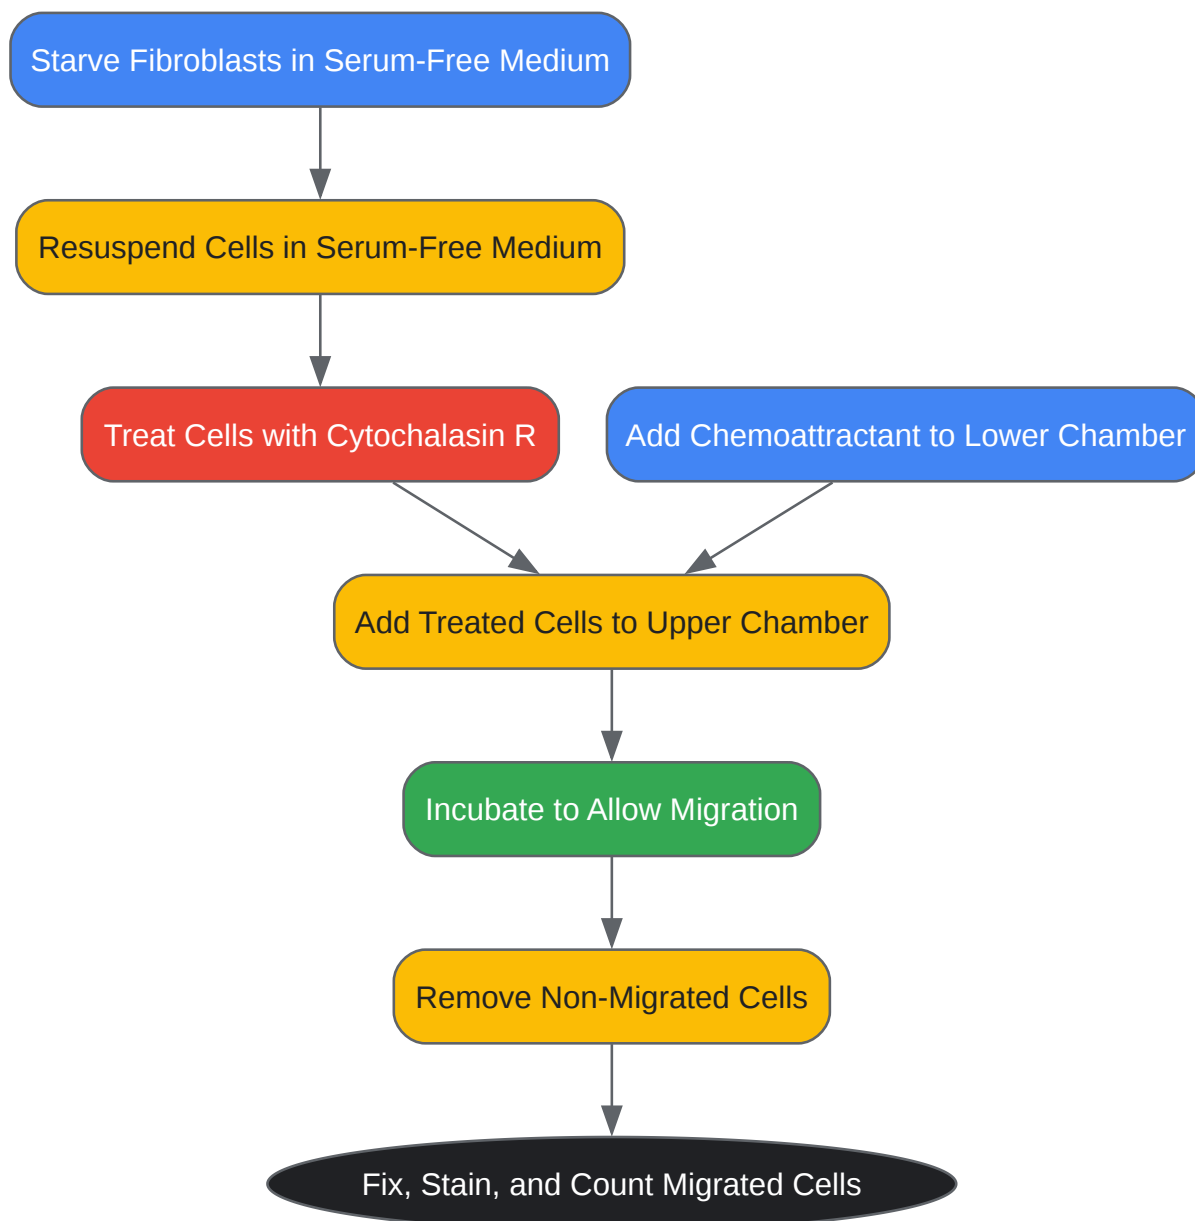 Starve Fibroblasts in Serum-Free Medium
Resuspend Cells in Serum-Free Medium
Treat Cells with Cytochalasin R
Add Chemoattractant to Lower Chamber
Add Treated Cells to Upper Chamber
Incubate to Allow Migration
Remove Non-Migrated Cells
Fix, Stain, and Count Migrated Cells